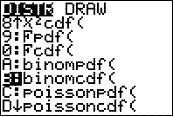 DISTR DRAW
8↑χ²cdf(
9:Fpdf(
0:Fcdf(
A:binompdf(
B:binomcdf(
C:poissonpdf(
D↓poissoncdf(